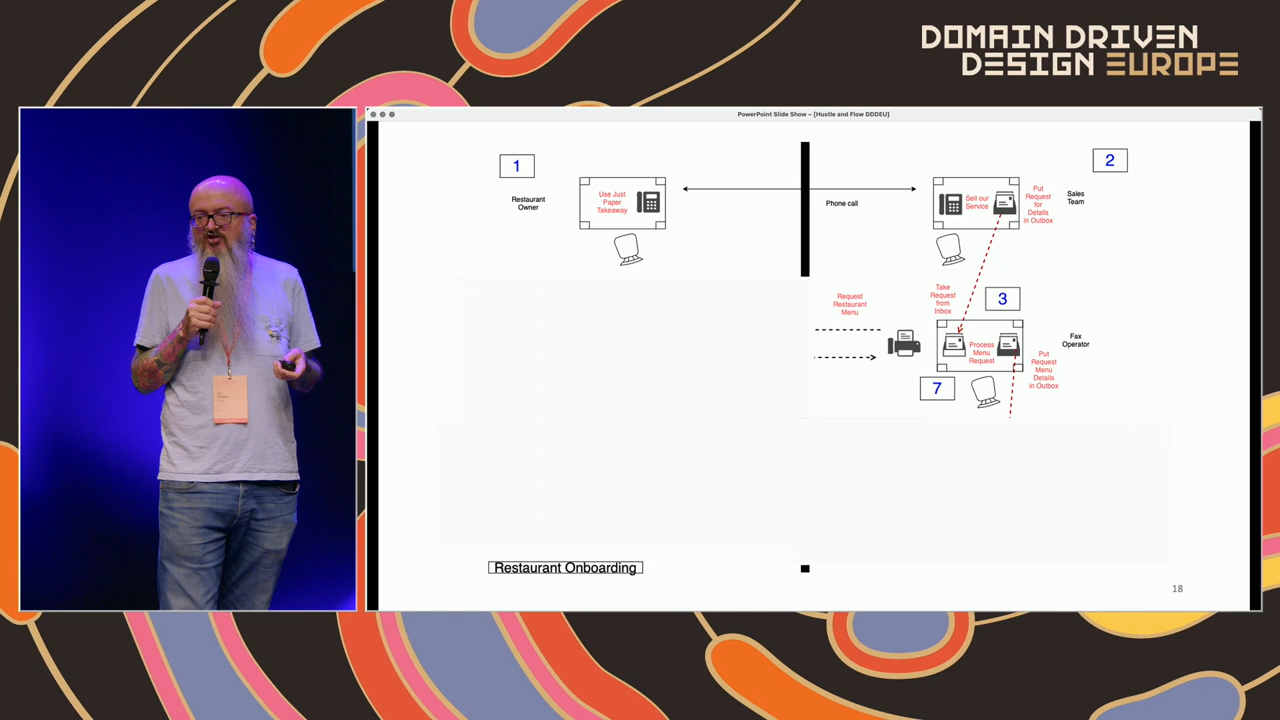 DOMAIN DRIVEN
DESIGN EUROPE
PowerPoint Slide Show – [Hustle and Flow DDDEU]
1
Restaurant
Owner
Use Just
Paper
Takeaway
Phone call
2
Sell our
Service
Put
Request
for
Details
in Outbox
Sales
Team
Request
Restaurant
Menu
Take
Request
from
Inbox
3
Process
Menu
Request
Fax
Operator
Put
Request
Menu
Details
in Outbox
7
Restaurant Onboarding
18